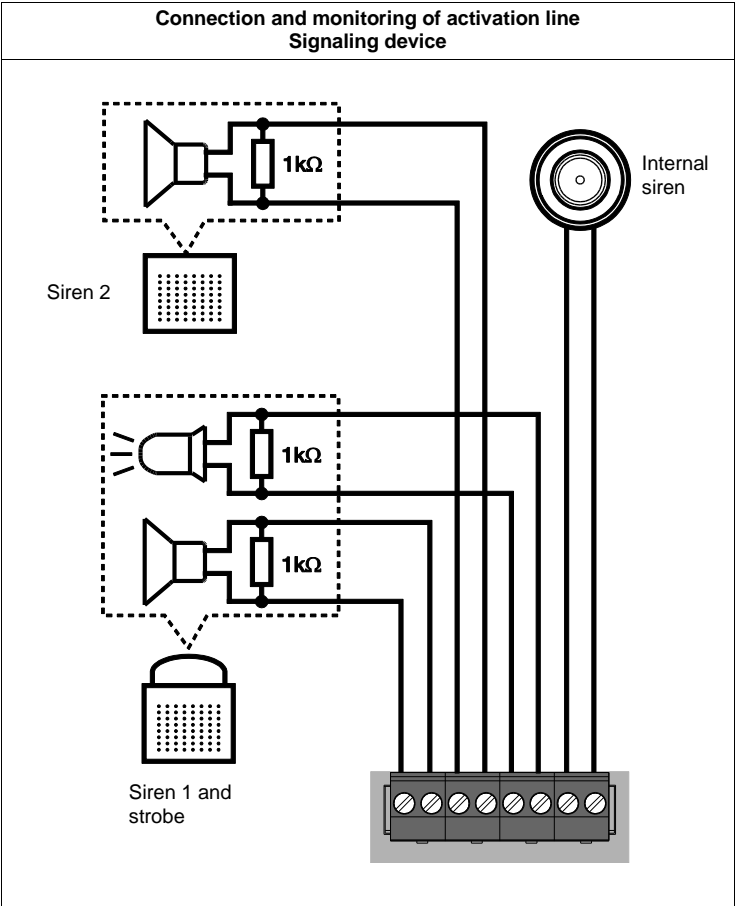 Connection and monitoring of activation line
Signaling device
1kΩ
Internal
siren
Siren 2
1kΩ
1kΩ
Siren 1 and
strobe